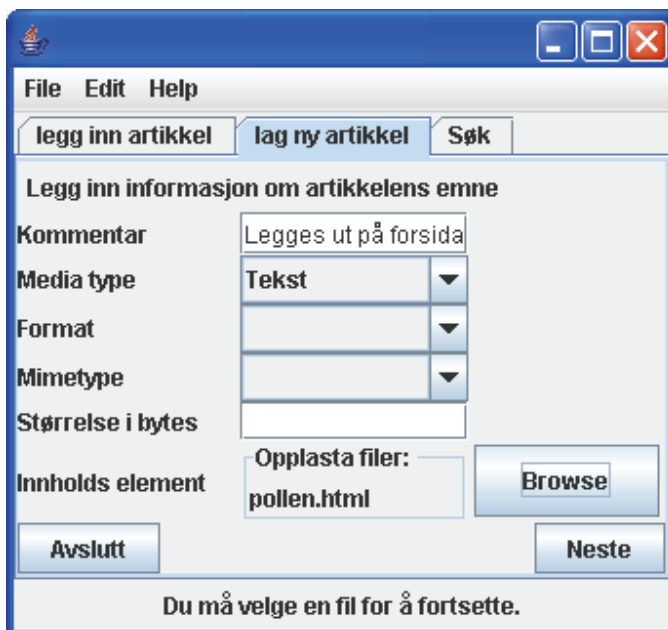 File Edit Help
legg inn artikkel lag ny artikkel Søk
Legg inn informasjon om artikkelens emne
Kommentar Legges ut på forsida
Media type Tekst
Format
Mimetype
Størrelse i bytes
Opplasta filer:
Innholds element pollen.html Browse
Avslutt Neste
Du må velge en fil for å fortsette.